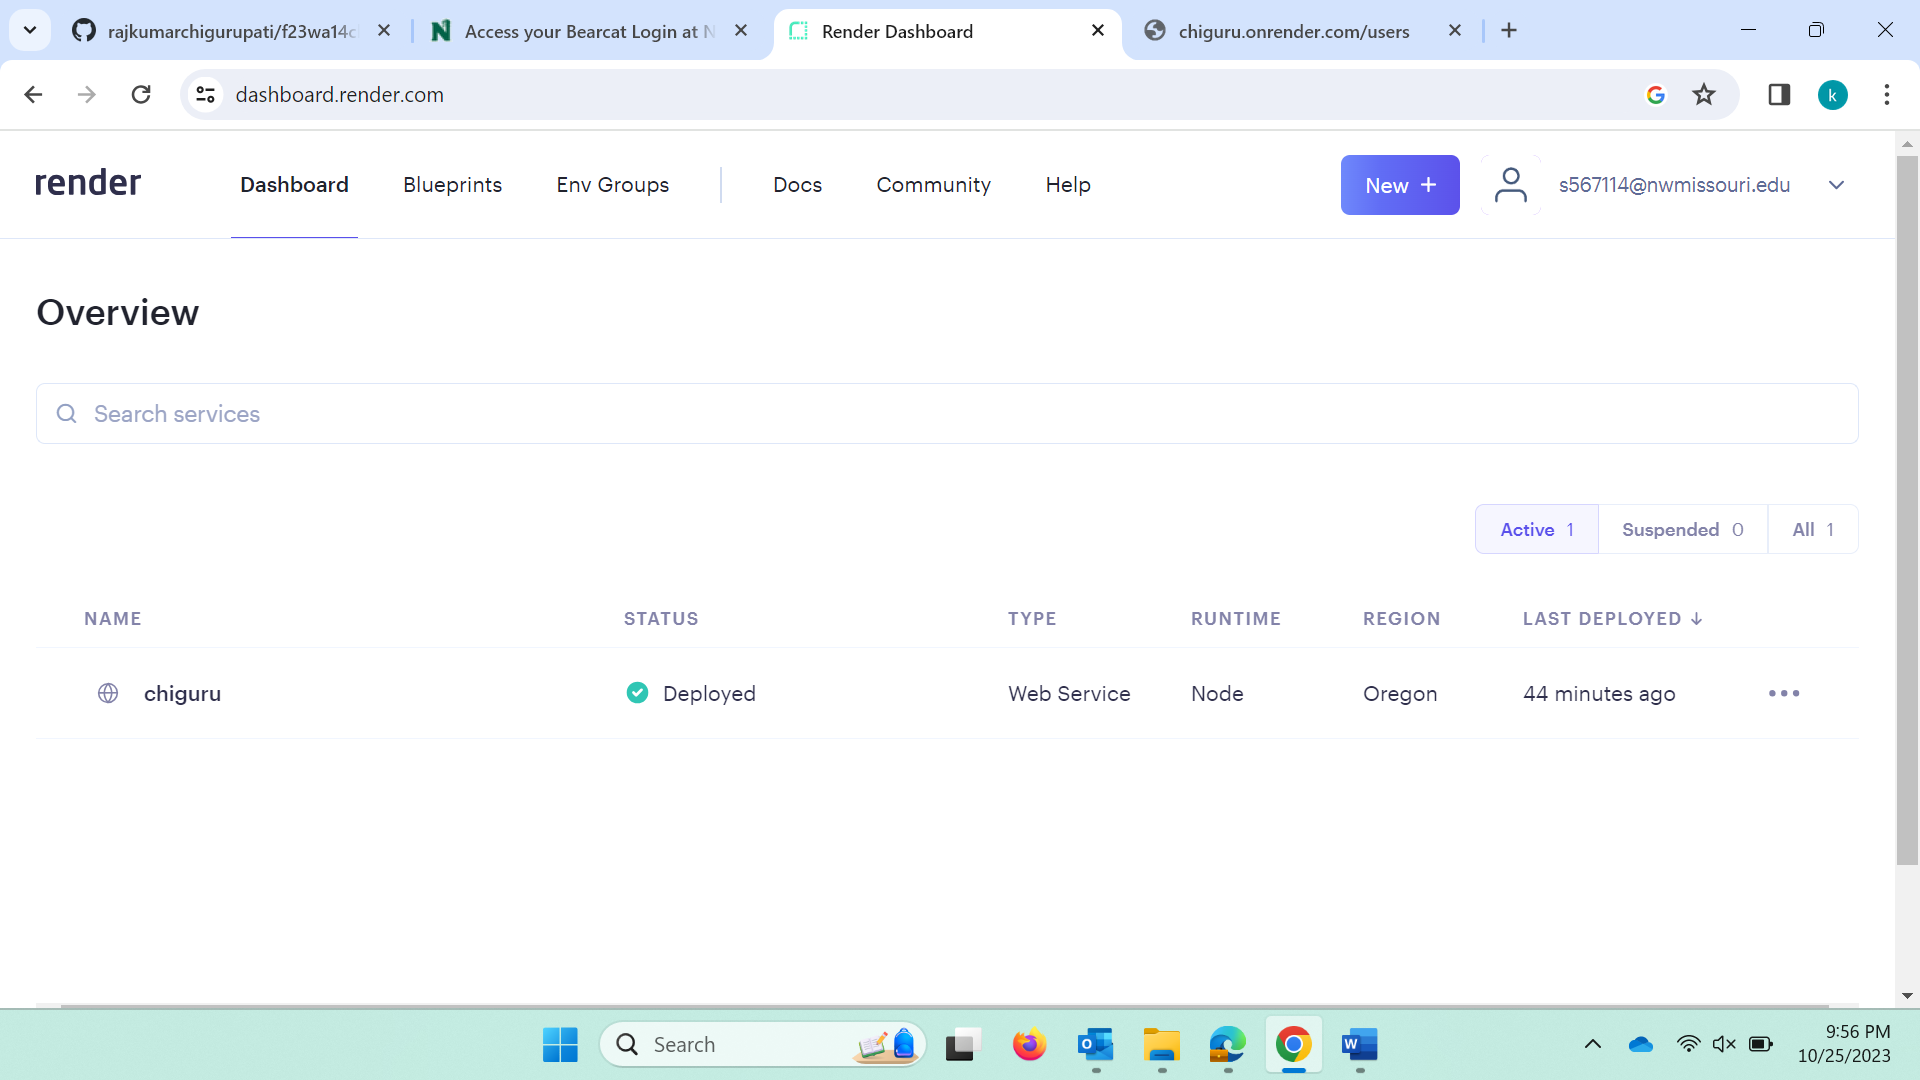 rajkumarchigurupati/f23wa14c
Access your Bearcat Login at N
Render Dashboard
chiguru.onrender.com/users
dashboard.render.com
k
render
Dashboard
Blueprints
Env Groups
Docs
Community
Help
New +
s567114@nwmissouri.edu
Overview
Search services
Active 1
Suspended 0
All 1
NAME STATUS TYPE RUNTIME REGION LAST DEPLOYED ↓
chiguru Deployed Web Service Node Oregon 44 minutes ago
Search
9:56 PM
10/25/2023